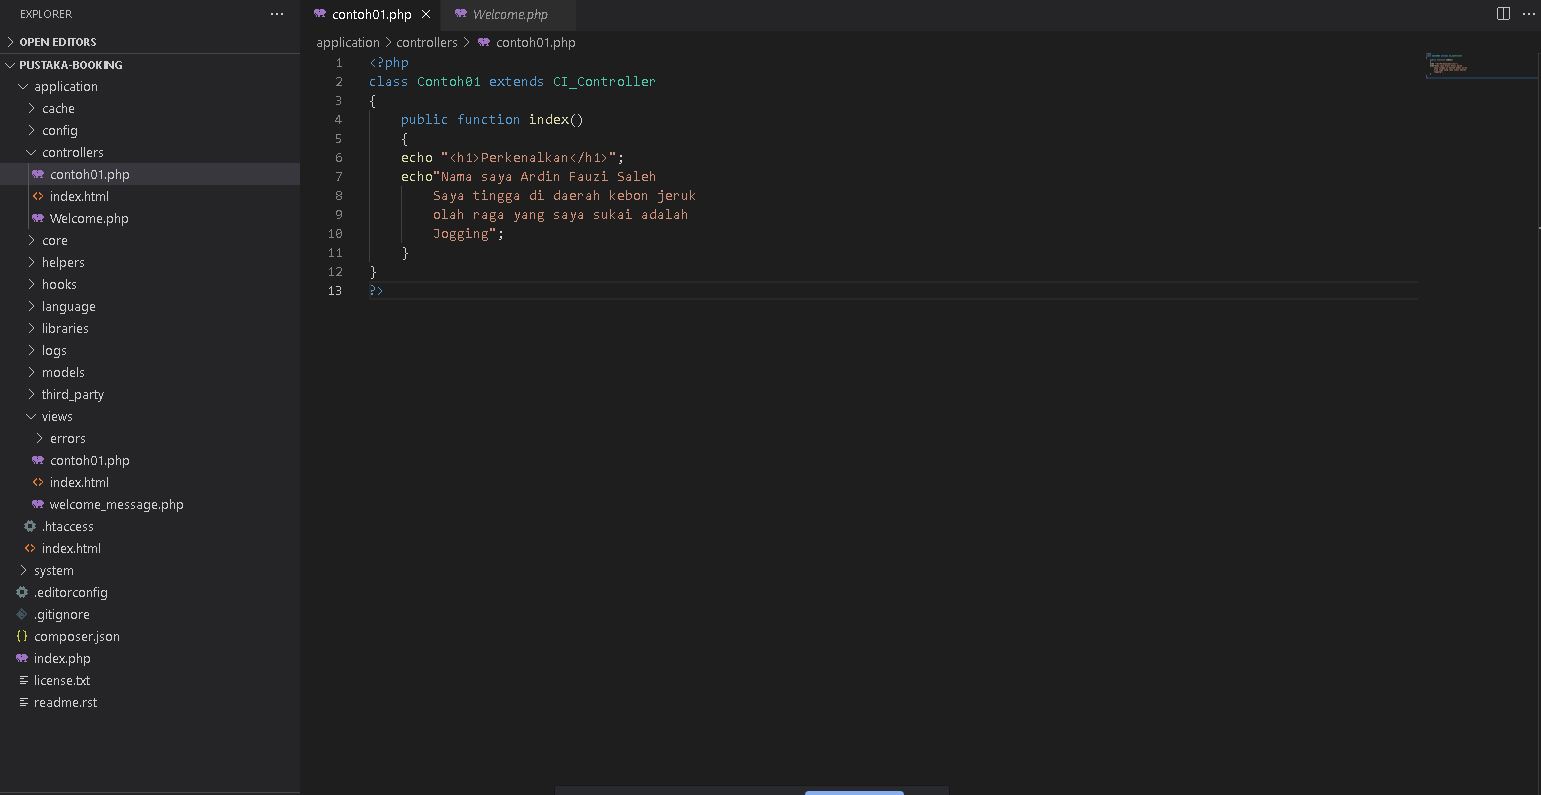 EXPLORER
OPEN EDITORS
PUSTAKA-BOOKING
application
cache
config
controllers
contoh01.php
index.html
Welcome.php
core
helpers
hooks
language
libraries
logs
models
third_party
views
errors
contoh01.php
index.html
welcome_message.php
.htaccess
index.html
system
.editorconfig
.gitignore
composer.json
index.php
license.txt
readme.rst
contoh01.php Welcome.php
application > controllers > contoh01.php
1 <?php
2 class Contoh01 extends CI_Controller
3 {
4 public function index()
5 {
6 echo "<h1>Perkenalkan</h1>";
7 echo"Nama saya Ardin Fauzi Saleh
8 Saya tingga di daerah kebon jeruk
9 olah raga yang saya sukai adalah
10 Jogging";
11 }
12 }
13 ?>